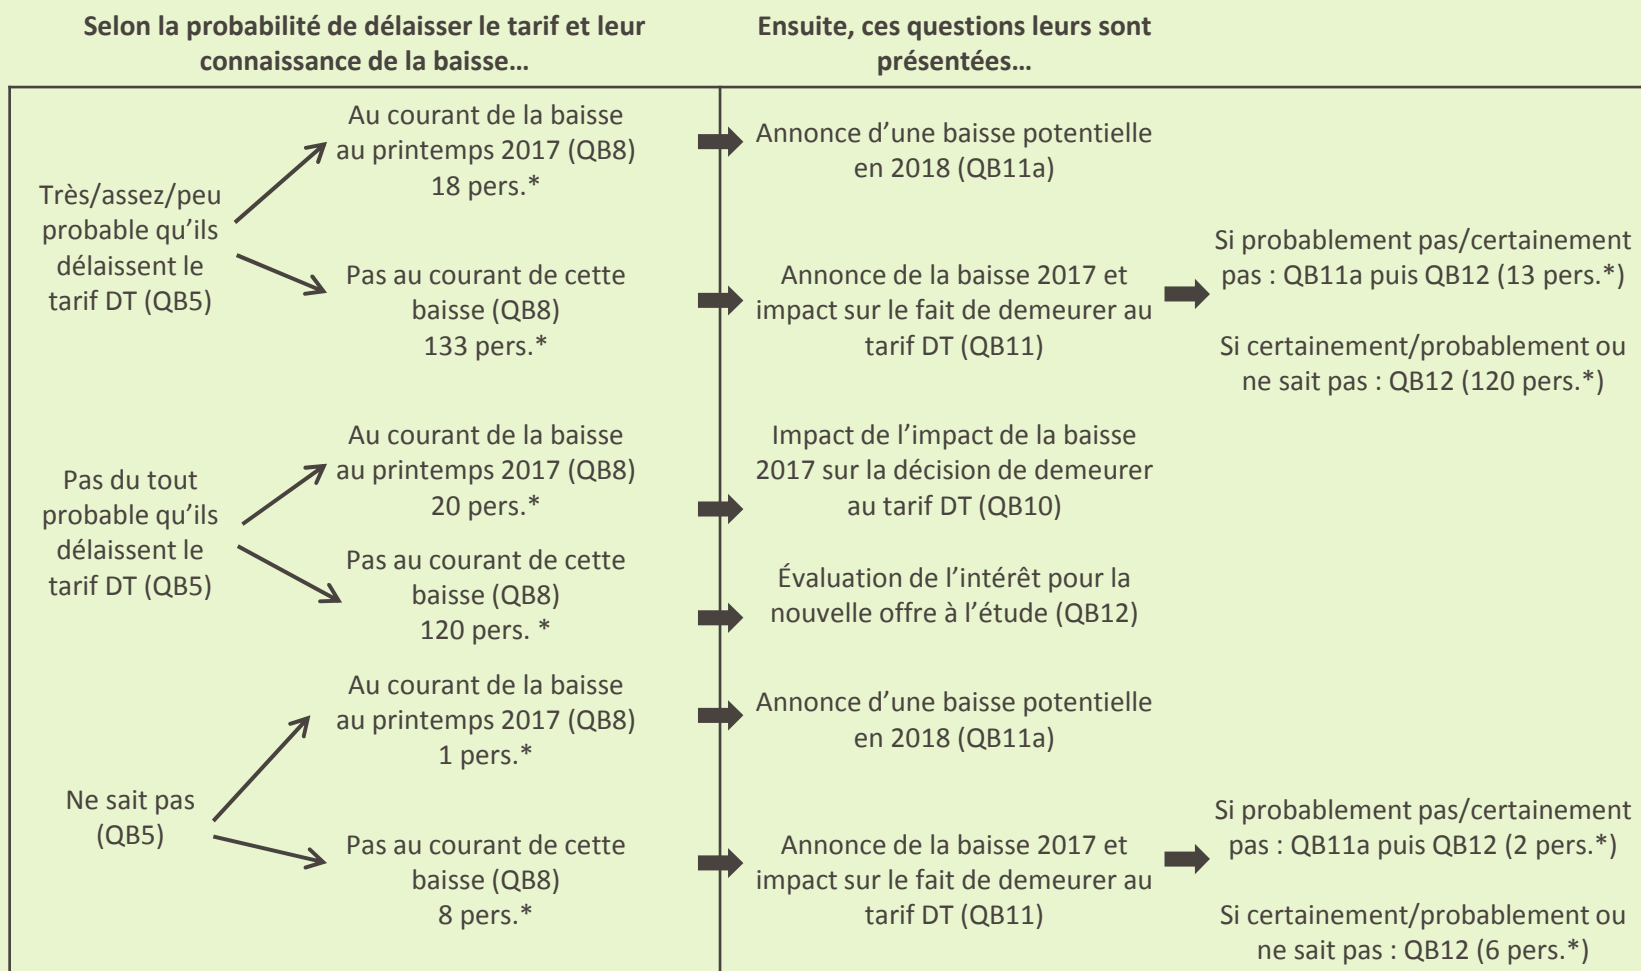 Selon la probabilité de délaisser le tarif et leur
connaissance de la baisse…
Ensuite, ces questions leurs sont
présentées…
Très/assez/peu
probable qu'ils
délaissent le
tarif DT (QB5)
Au courant de la baisse
au printemps 2017 (QB8)
18 pers.*
Annonce d'une baisse potentielle
en 2018 (QB11a)
Pas au courant de cette
baisse (QB8)
133 pers.*
Annonce de la baisse 2017 et
impact sur le fait de demeurer au
tarif DT (QB11)
Si probablement pas/certainement
pas : QB11a puis QB12 (13 pers.*)
Si certainement/probablement ou
ne sait pas : QB12 (120 pers.*)
Pas du tout
probable qu'ils
délaissent le
tarif DT (QB5)
Au courant de la baisse
au printemps 2017 (QB8)
20 pers.*
Impact de l'impact de la baisse
2017 sur la décision de demeurer
au tarif DT (QB10)
Pas au courant de cette
baisse (QB8)
120 pers. *
Évaluation de l'intérêt pour la
nouvelle offre à l'étude (QB12)
Ne sait pas
(QB5)
Au courant de la baisse
au printemps 2017 (QB8)
1 pers.*
Annonce d'une baisse potentielle
en 2018 (QB11a)
Pas au courant de cette
baisse (QB8)
8 pers.*
Annonce de la baisse 2017 et
impact sur le fait de demeurer au
tarif DT (QB11)
Si probablement pas/certainement
pas : QB11a puis QB12 (2 pers.*)
Si certainement/probablement ou
ne sait pas : QB12 (6 pers.*)